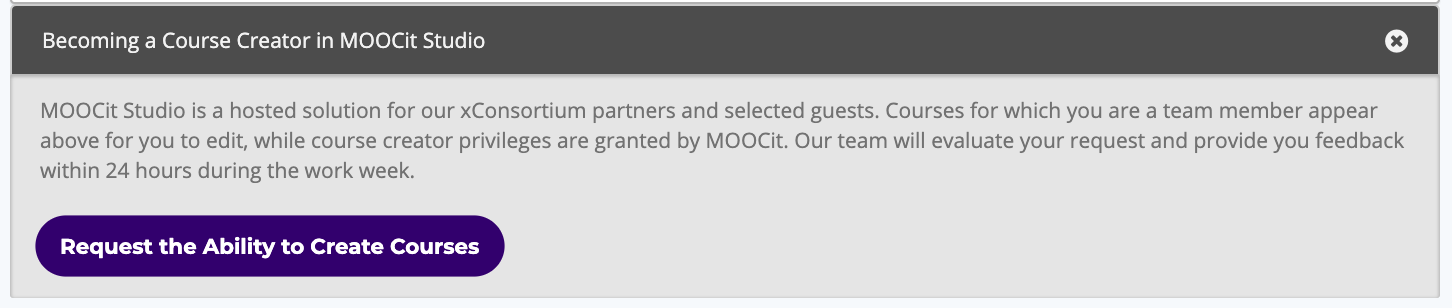 Becoming a Course Creator in MOOCit Studio
MOOCit Studio is a hosted solution for our xConsortium partners and selected guests. Courses for which you are a team member appear
above for you to edit, while course creator privileges are granted by MOOCit. Our team will evaluate your request and provide you feedback
within 24 hours during the work week.
Request the Ability to Create Courses